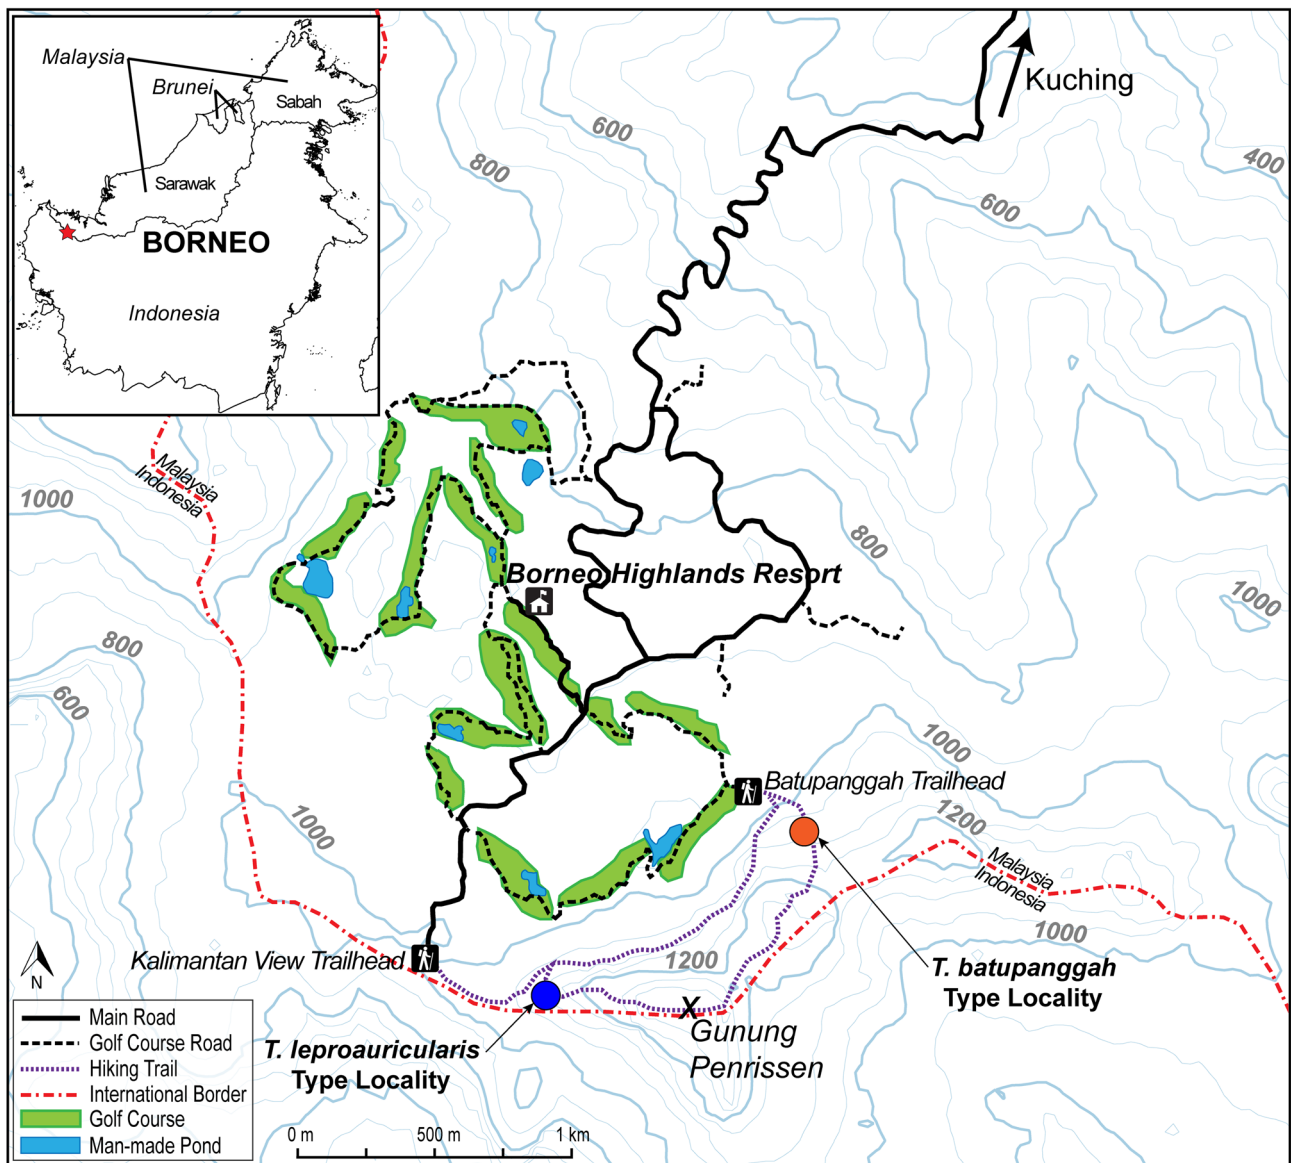 Malaysia
Brunei
Sabah
Sarawak
BORNEO
Indonesia
Kuching
600
800
400
600
Malaysia
Indonesia
1000
800
Borneo Highlands Resort
1000
800
600
1000
Batupanggah Trailhead
1000
1200
Malaysia
Indonesia
1000
Kalimantan View Trailhead
1200
T. batupanggah
Type Locality
N
X
Gunung
Penrissen
T. leproauricularis
Type Locality
Main Road
Golf Course Road
Hiking Trail
International Border
Golf Course
Man-made Pond
0 m 500 m 1 km